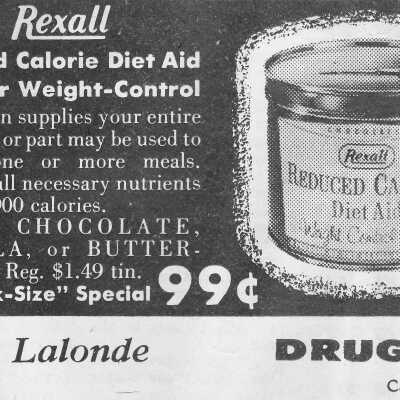 Rexall
d Calorie Diet Aid
r Weight-Control
n supplies your entire
or part may be used to
one or more meals.
all necessary nutrients
900 calories.
CHOCOLATE,
LA, or BUTTER-
Reg. $1.49 tin.
k-Size" Special 99¢
CHOCOLATE
Rexall
REDUCED CA
Diet Aid
Weight Control
Lalonde DRUG
C